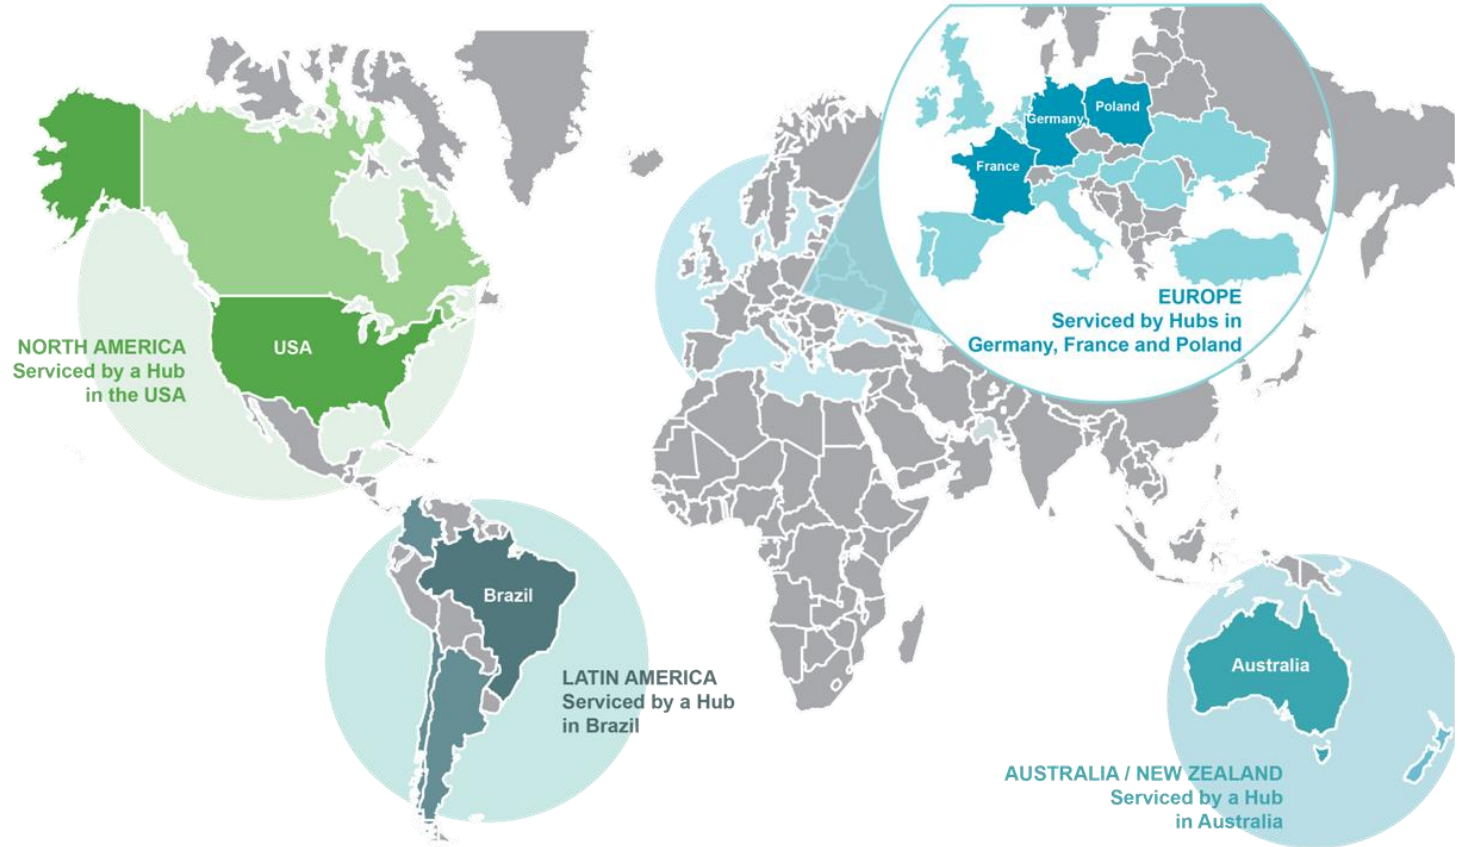 Poland
Germany
France
EUROPE
Serviced by Hubs in
Germany, France and Poland
USA
NORTH AMERICA
Serviced by a Hub
in the USA
Brazil
LATIN AMERICA
Serviced by a Hub
in Brazil
Australia
AUSTRALIA / NEW ZEALAND
Serviced by a Hub
in Australia